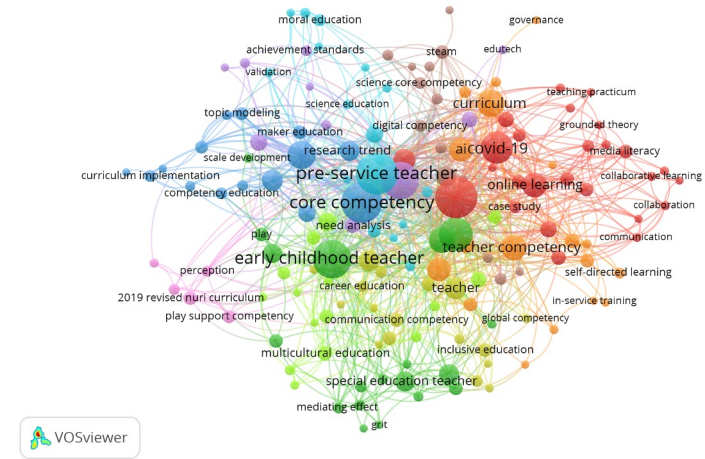 moral education
governance
achievement standards
steam
edutech
validation
science core competency
teaching practicum
science education
curriculum
topic modeling
digital competency
grounded theory
maker education
research trend
ai
covid-19
media literacy
scale development
pre-service teacher
curriculum implementation
collaborative learning
online learning
competency education
core competency
case study
collaboration
need analysis
play
communication
teacher competency
early childhood teacher
perception
self-directed learning
career education
teacher
2019 revised nuri curriculum
in-service training
play support competency
communication competency
global competency
multicultural education
inclusive education
special education teacher
mediating effect
grit
VOSviewer